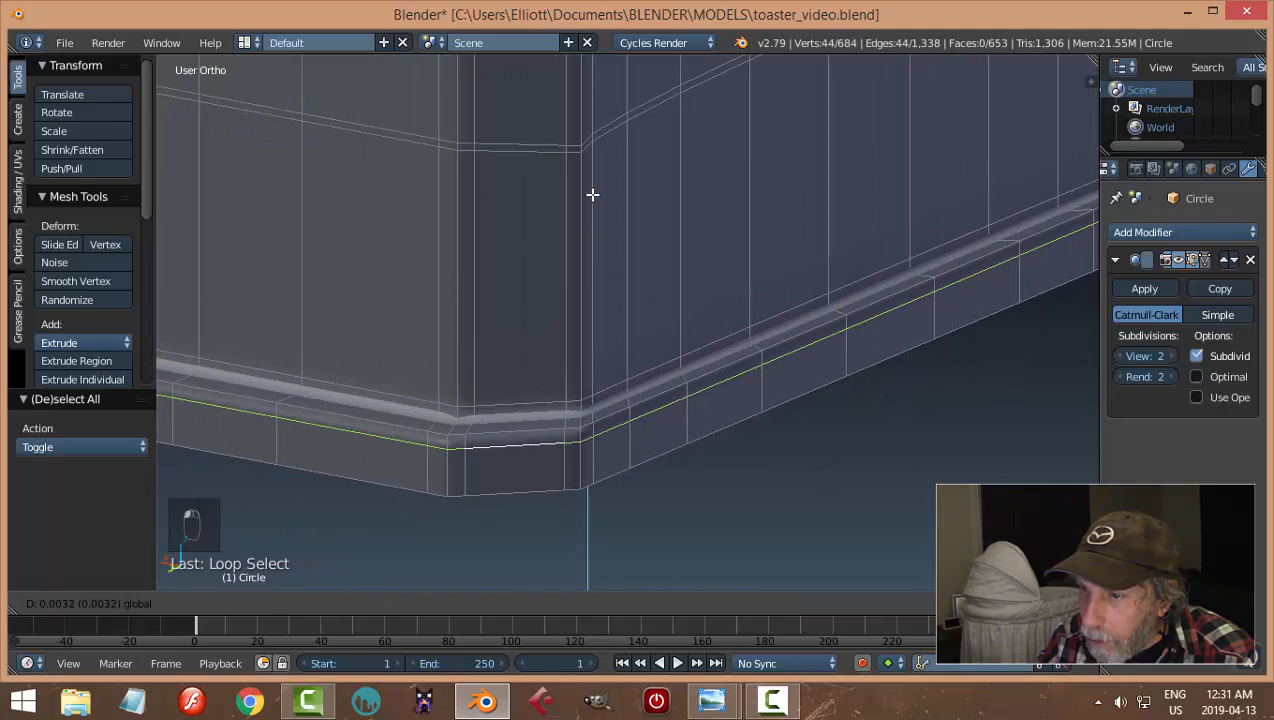 Blender* [C:\Users\Elliott\Documents\BLENDER\MODELS\toaster_video.blend]
File Render Window Help Default Scene Cycles Render v2.79 | Verts:44/684 | Edges:44/1,338 | Faces:0/653 | Tris:1,306 | Mem:21.55M | Circle
Transform
Translate
Rotate
Scale
Shrink/Fatten
Push/Pull
Mesh Tools
Deform:
Slide Ed Vertex
Noise
Smooth Vertex
Randomize
Add:
Extrude
Extrude Region
Extrude Individual
(De)select All
Action
Toggle
Tools
Create
Shading / UVs
Options
Grease Pencil
User Ortho
Last: Loop Select
(1) Circle
D: 0.0032 (0.0032) global
View Search All Sc
Scene
RenderLay
World
Circle
Add Modifier
Apply Copy
Catmull-Clark Simple
Subdivisions: Options:
View: 2 Subdivid
Rend: 2 Optimal
Use Ope
-40 -20 0 20 40 60 80 100 120 140 160 180 200 220
View Marker Frame Playback Start: 1 End: 250 1 No Sync
ENG 12:31 AM
US 2019-04-13